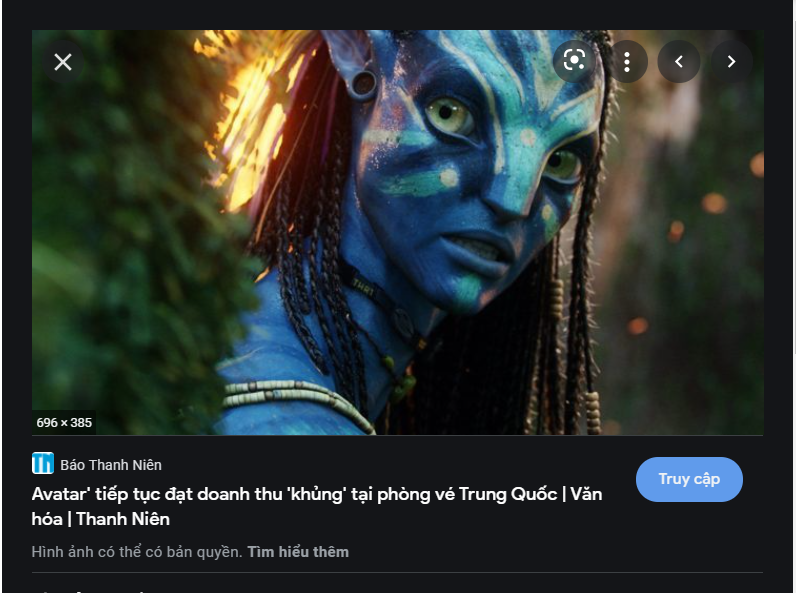 696 × 385
Báo Thanh Niên
Avatar' tiếp tục đạt doanh thu 'khủng' tại phòng vé Trung Quốc | Văn
hóa | Thanh Niên
Truy cập
Hình ảnh có thể có bản quyền. Tìm hiểu thêm